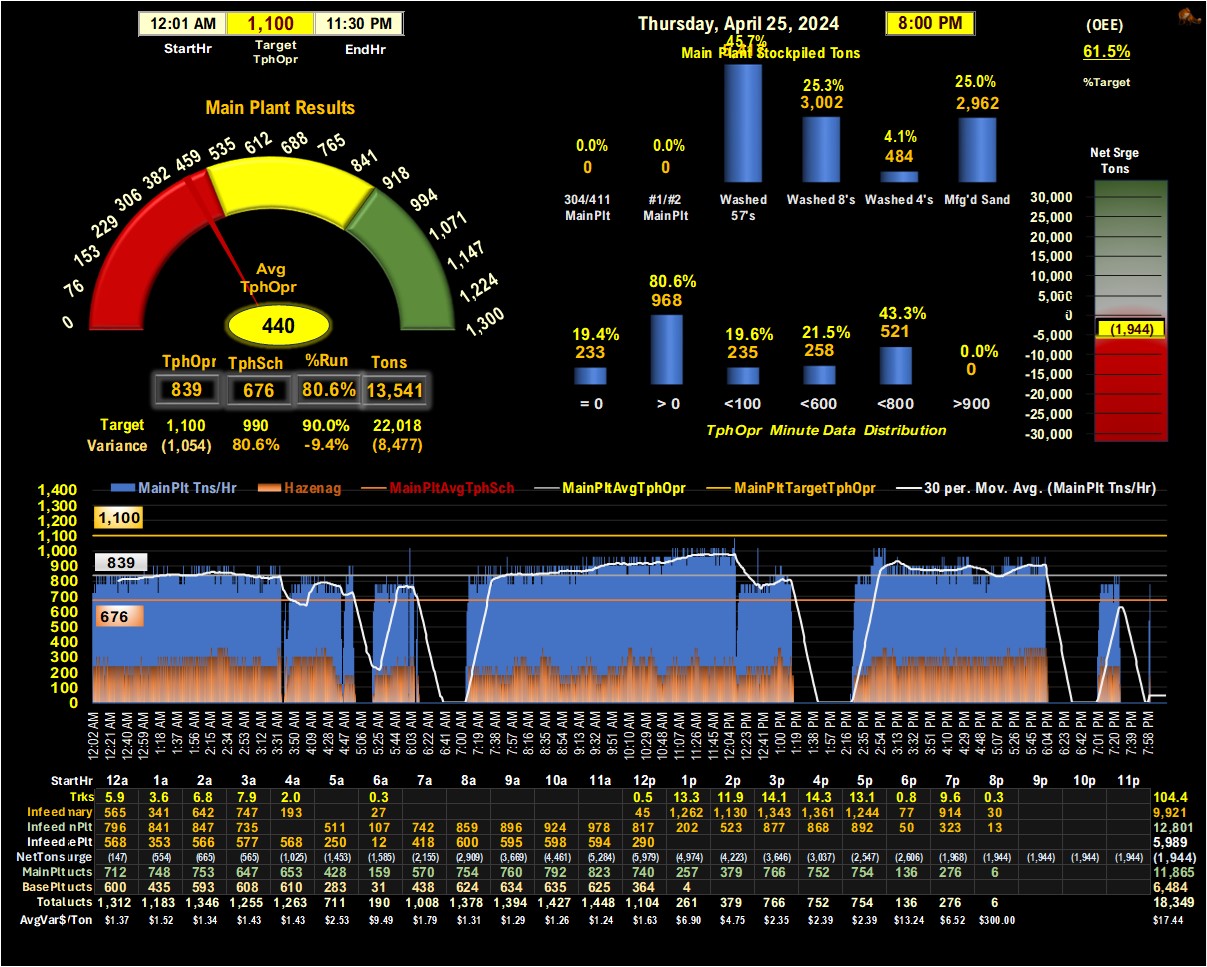 12:01 AM 1,100 11:30 PM
StartHr Target TphOpr EndHr
Thursday, April 25, 2024 8:00 PM
(OEE)
61.5%
%Target
Main Plant Stockpiled Tons
45.7%
0.0% 0.0% 25.3% 4.1% 25.0%
0 0 3,002 484 2,962
304/411 MainPlt #1/#2 MainPlt Washed 57's Washed 8's Washed 4's Mfg'd Sand
Main Plant Results
0 76 153 229 306 382 459 535 612 688 765 841 918 994 1,071 1,147 1,224 1,300
Avg
TphOpr
440
TphOpr TphSch %Run Tons
839 676 80.6% 13,541
Target 1,100 990 90.0% 22,018
Variance (1,054) 80.6% -9.4% (8,477)
19.4% 80.6% 19.6% 21.5% 43.3% 0.0%
233 968 235 258 521 0
= 0 > 0 <100 <600 <800 >900
TphOpr Minute Data Distribution
Net Srge
Tons
30,000
25,000
20,000
15,000
10,000
5,000
0
-5,000
-10,000
-15,000
-20,000
-25,000
-30,000
(1,944)
MainPlt Tns/Hr Hazenag MainPltAvgTphSch MainPltAvgTphOpr MainPltTargetTphOpr 30 per. Mov. Avg. (MainPlt Tns/Hr)
1,400
1,300
1,200
1,100
1,000
900
800
700
600
500
400
300
200
100
0
1,100
839
676
12:02 AM 12:21 AM 12:40 AM 12:59 AM 1:18 AM 1:37 AM 1:56 AM 2:15 AM 2:34 AM 2:53 AM 3:12 AM 3:31 AM 3:50 AM 4:09 AM 4:28 AM 4:47 AM 5:06 AM 5:25 AM 5:44 AM 6:03 AM 6:22 AM 6:41 AM 7:00 AM 7:19 AM 7:38 AM 7:57 AM 8:16 AM 8:35 AM 8:54 AM 9:13 AM 9:32 AM 9:51 AM 10:10 AM 10:29 AM 10:48 AM 11:07 AM 11:26 AM 11:45 AM 12:04 PM 12:23 PM 12:41 PM 1:00 PM 1:19 PM 1:38 PM 1:57 PM 2:16 PM 2:35 PM 2:54 PM 3:13 PM 3:32 PM 3:51 PM 4:10 PM 4:29 PM 4:48 PM 5:07 PM 5:26 PM 5:45 PM 6:04 PM 6:23 PM 6:42 PM 7:01 PM 7:20 PM 7:39 PM 7:58 PM
StartHr 12a 1a 2a 3a 4a 5a 6a 7a 8a 9a 10a 11a 12p 1p 2p 3p 4p 5p 6p 7p 8p 9p 10p 11p
Trks 5.9 3.6 6.8 7.9 2.0 0.3 0.5 13.3 11.9 14.1 14.3 13.1 0.8 9.6 0.3 104.4
Infeed mary 565 341 642 747 193 27 45 1,262 1,130 1,343 1,361 1,244 77 914 30 9,921
Infeed nPlt 796 841 847 735 511 107 742 859 896 924 978 817 202 523 877 868 892 50 323 13 12,801
Infeed ePlt 568 353 566 577 568 250 12 418 600 595 598 594 290 5,989
NetTons urge (147) (554) (665) (565) (1,025) (1,453) (1,585) (2,155) (2,909) (3,669) (4,461) (5,284) (5,979) (4,974) (4,223) (3,646) (3,037) (2,547) (2,606) (1,968) (1,944) (1,944) (1,944) (1,944) (1,944)
MainPlt ucts 712 748 753 647 653 428 159 570 754 760 792 823 740 257 379 766 752 754 136 276 6 11,865
BasePlt ucts 600 435 593 608 610 283 31 438 624 634 635 625 364 4 6,484
Total ucts 1,312 1,183 1,346 1,255 1,263 711 190 1,008 1,378 1,394 1,427 1,448 1,104 261 379 766 752 754 136 276 6 18,349
AvgVar$/Ton $1.37 $1.52 $1.34 $1.43 $1.43 $2.53 $9.49 $1.79 $1.31 $1.29 $1.26 $1.24 $1.63 $6.90 $4.75 $2.35 $2.39 $2.39 $13.24 $6.52 $300.00 $17.44